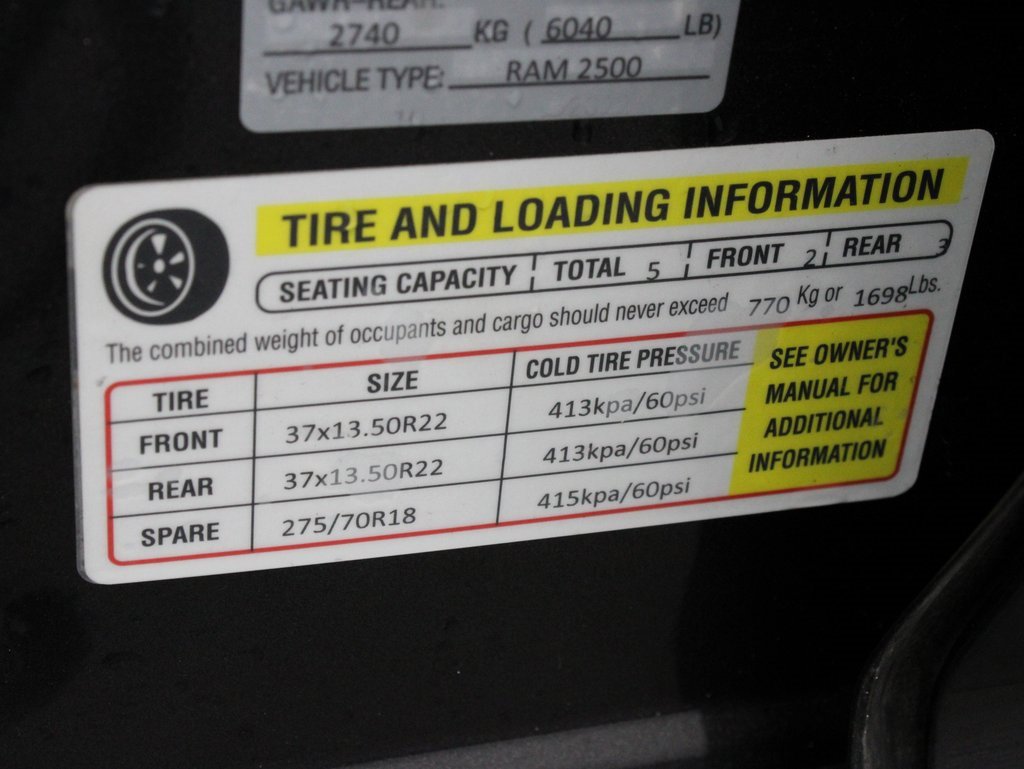 GAWR-REAR:
2740 KG ( 6040 LB)
VEHICLE TYPE: RAM 2500
TIRE AND LOADING INFORMATION
SEATING CAPACITY TOTAL 5 FRONT 2 REAR 3
The combined weight of occupants and cargo should never exceed 770 Kg or 1698 Lbs.
TIRE SIZE COLD TIRE PRESSURE
FRONT 37x13.50R22 413kpa/60psi
REAR 37x13.50R22 413kpa/60psi
SPARE 275/70R18 415kpa/60psi
SEE OWNER'S
MANUAL FOR
ADDITIONAL
INFORMATION